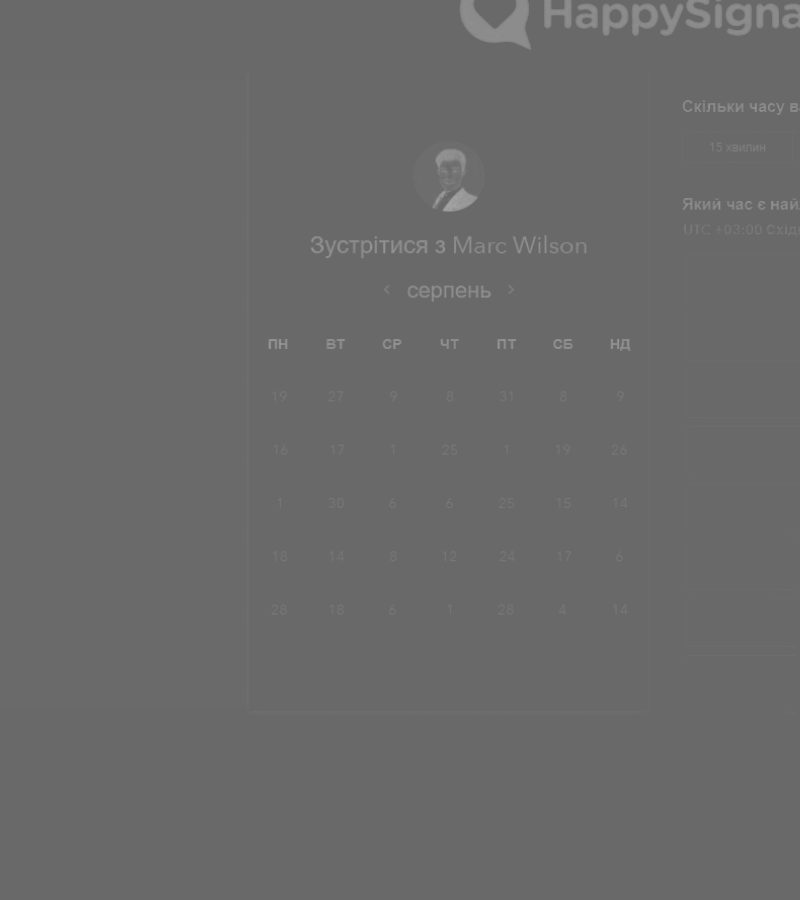 HappySigna
Зустрітися з Marc Wilson
серпень
ПН ВТ СР ЧТ ПТ СБ НД
19 27 9 8 31 8 9
16 17 1 25 1 19 26
1 30 6 6 25 15 14
18 14 8 12 24 17 6
28 18 6 1 28 4 14
Скільки часу в
15 хвилин
Який час є най
UTC +03:00 Східн